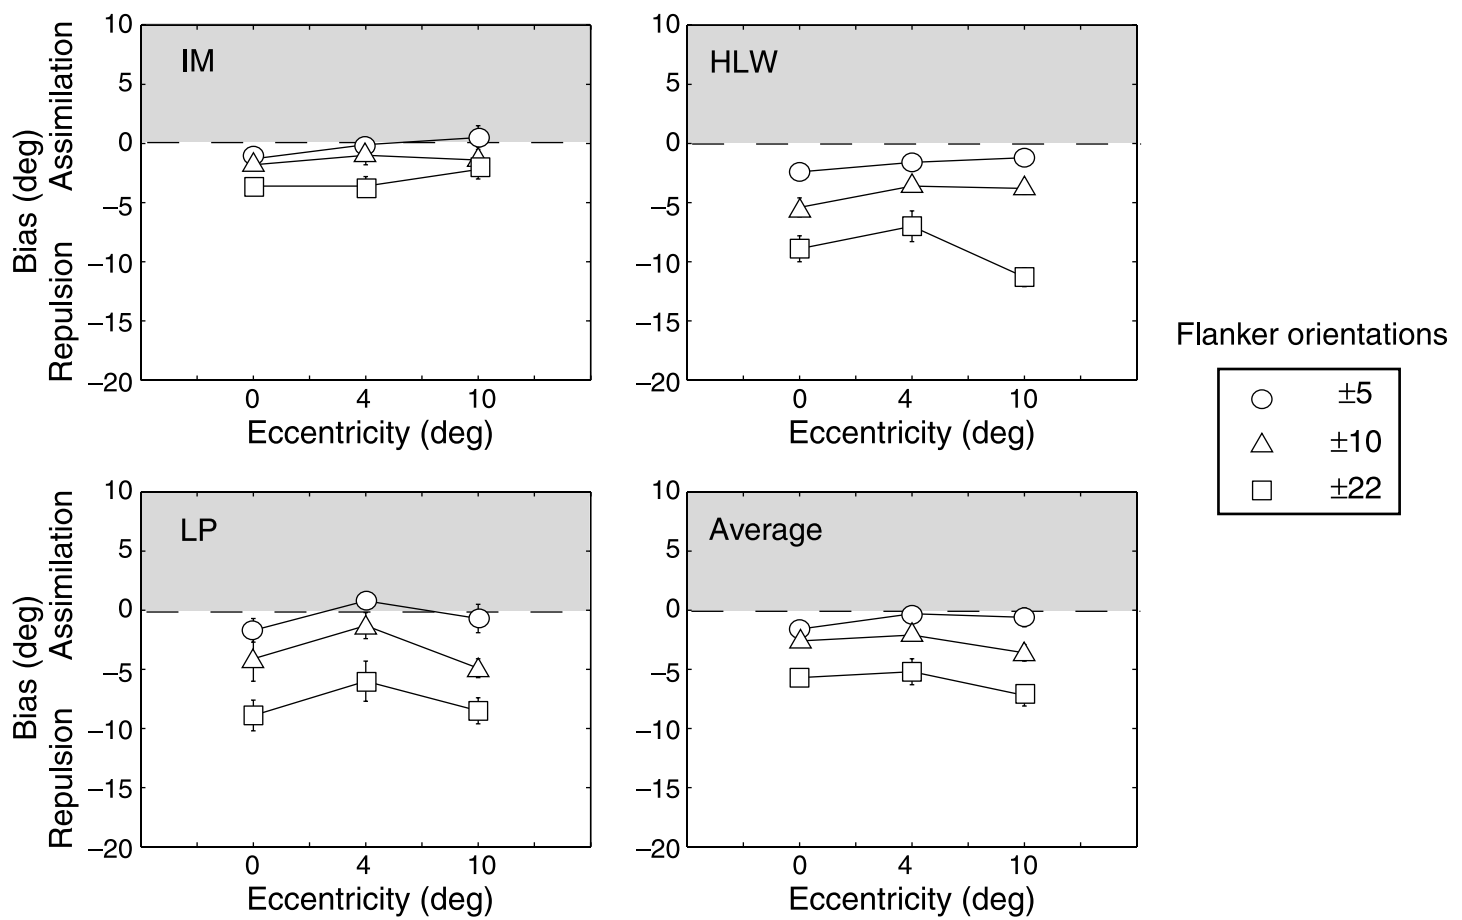 IM
10
5
0
−5
−10
−15
−20
Bias (deg)
Repulsion Assimilation
0 4 10
Eccentricity (deg)
HLW
10
5
0
−5
−10
−15
−20
0 4 10
Eccentricity (deg)
Flanker orientations
±5
±10
±22
LP
10
5
0
−5
−10
−15
−20
Bias (deg)
Repulsion Assimilation
0 4 10
Eccentricity (deg)
Average
10
5
0
−5
−10
−15
−20
0 4 10
Eccentricity (deg)